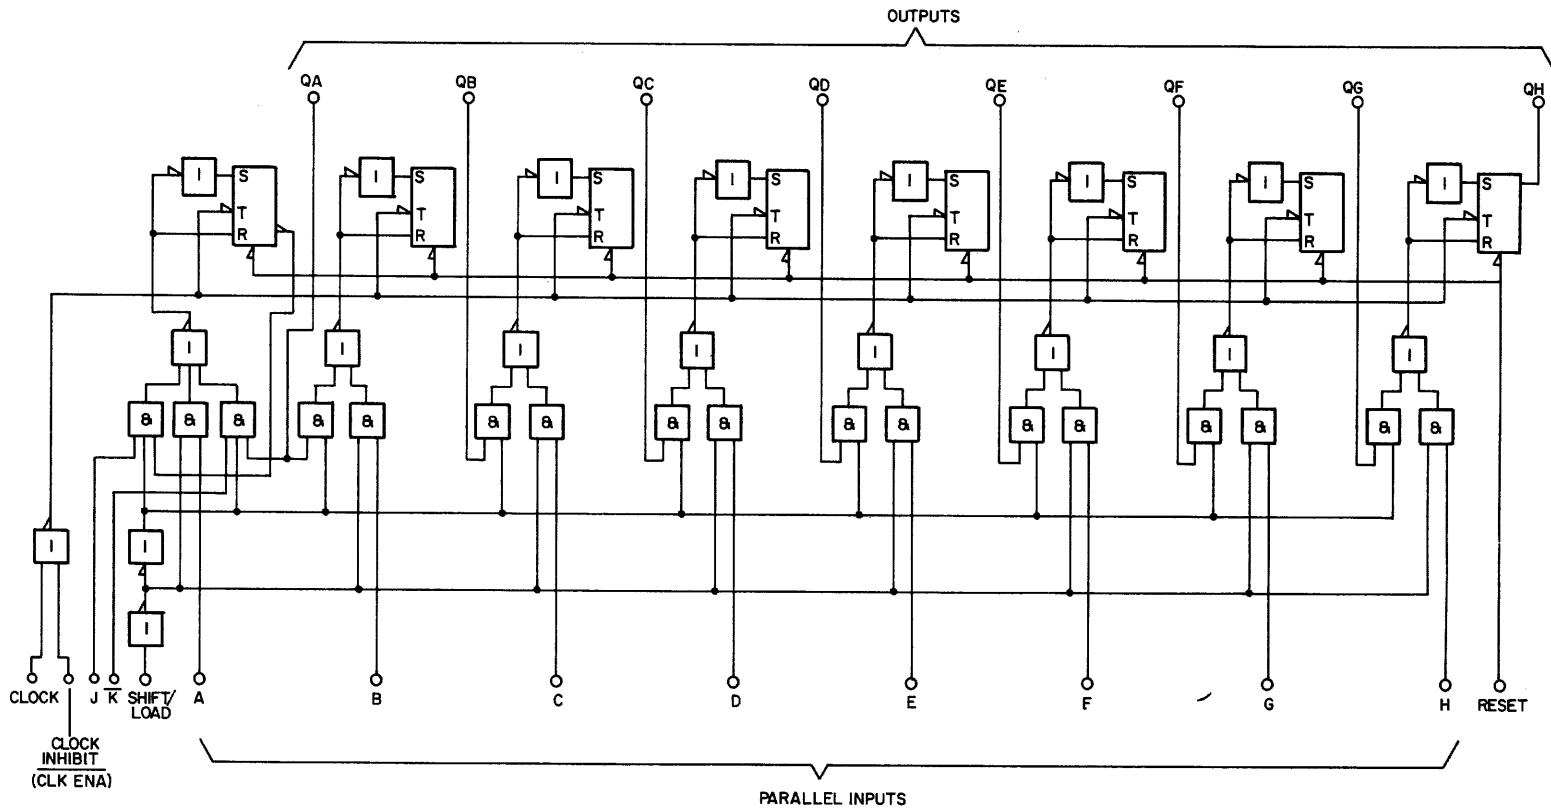 OUTPUTS
QA QB QC QD QE QF QG QH
I S I S I S I S I S I S I S I S
T T T T T T T T
R R R R R R R R
I I I I I I I I
& & & & & & & & & & & & & & & & &
I I
I
CLOCK J K̅ SHIFT/ A B C D E F G H RESET
LOAD
CLOCK
INHIBIT
(CLK ENA)
PARALLEL INPUTS